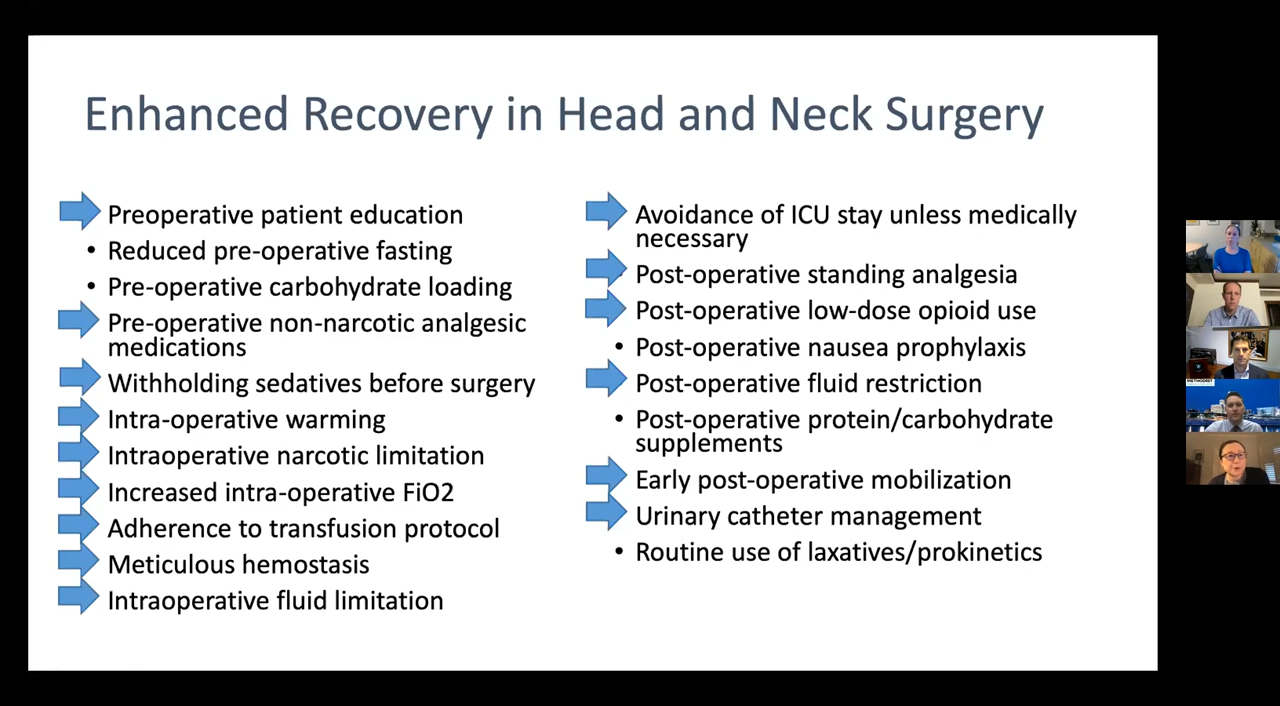 Enhanced Recovery in Head and Neck Surgery
Preoperative patient education
• Reduced pre-operative fasting
• Pre-operative carbohydrate loading
Pre-operative non-narcotic analgesic
medications
Withholding sedatives before surgery
Intra-operative warming
Intraoperative narcotic limitation
Increased intra-operative FiO2
Adherence to transfusion protocol
Meticulous hemostasis
Intraoperative fluid limitation
Avoidance of ICU stay unless medically
necessary
Post-operative standing analgesia
Post-operative low-dose opioid use
• Post-operative nausea prophylaxis
Post-operative fluid restriction
• Post-operative protein/carbohydrate
supplements
Early post-operative mobilization
Urinary catheter management
• Routine use of laxatives/prokinetics
METHODIST